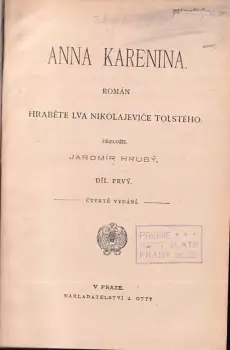 ANNA KARENINA.
ROMÁN
HRABĚTE LVA NIKOLAJEVIČE TOLSTÉHO.
PŘELOŽIL
JAROMÍR HRUBÝ.
DÍL PRVÝ.
ČTVRTÉ VYDÁNÍ.
V PRAZE.
NAKLADATELSTVÍ J. OTTY